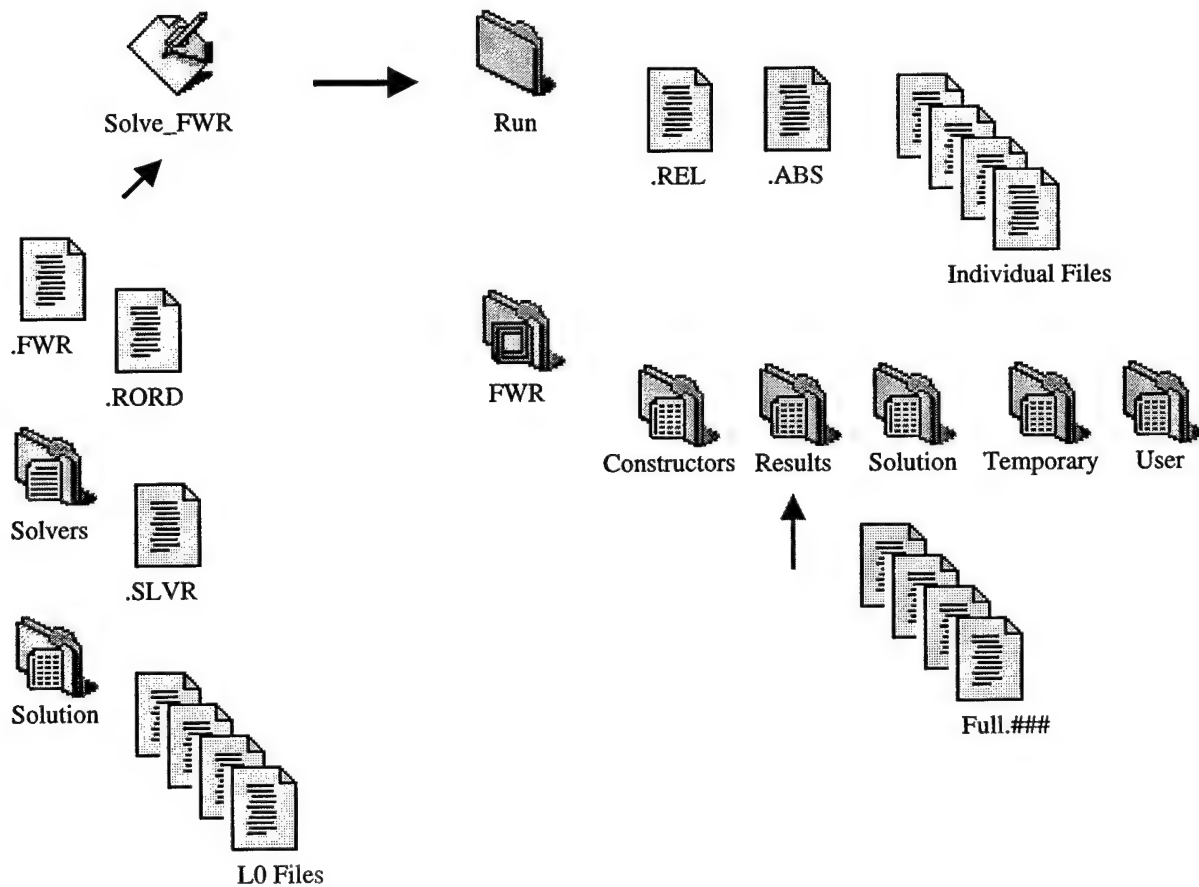 Solve_FWR
Run
.REL
.ABS
Individual Files
.FWR
.RORD
FWR
Constructors
Results
Solution
Temporary
User
Solvers
.SLVR
Solution
Full.###
L0 Files